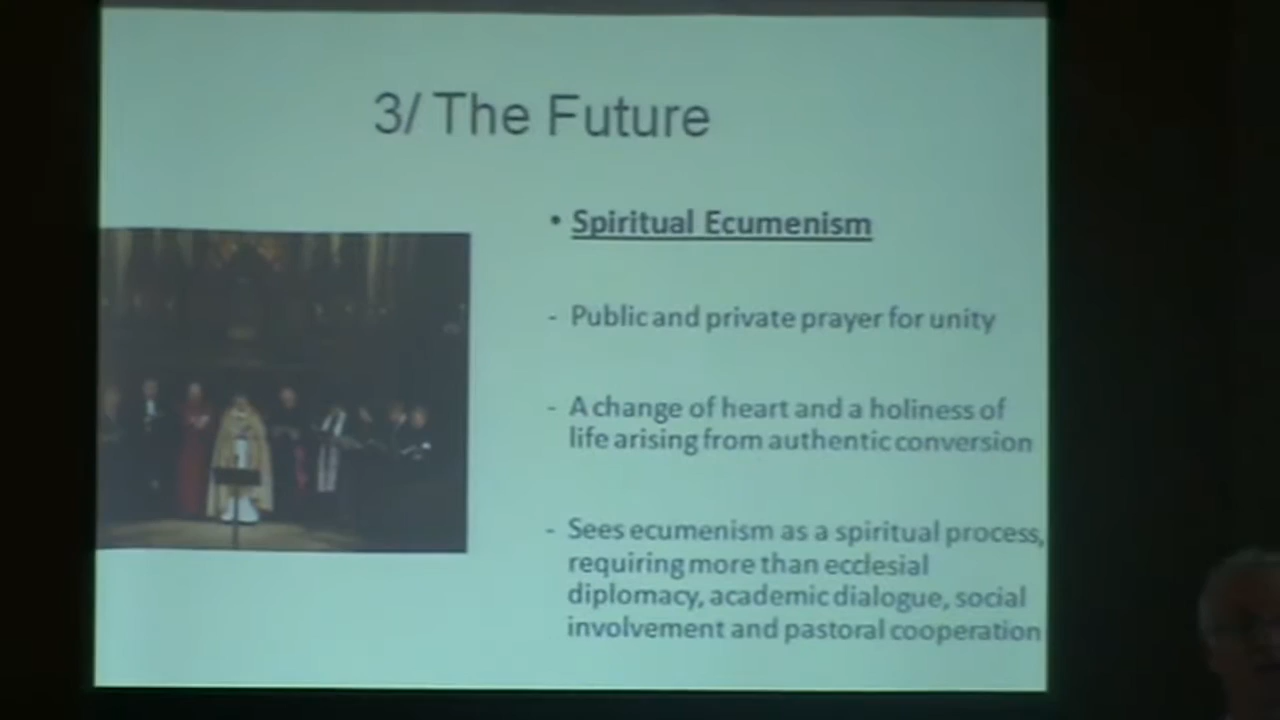 3/ The Future
• Spiritual Ecumenism
- Public and private prayer for unity
- A change of heart and a holiness of
life arising from authentic conversion
- Sees ecumenism as a spiritual process,
requiring more than ecclesial
diplomacy, academic dialogue, social
involvement and pastoral cooperation